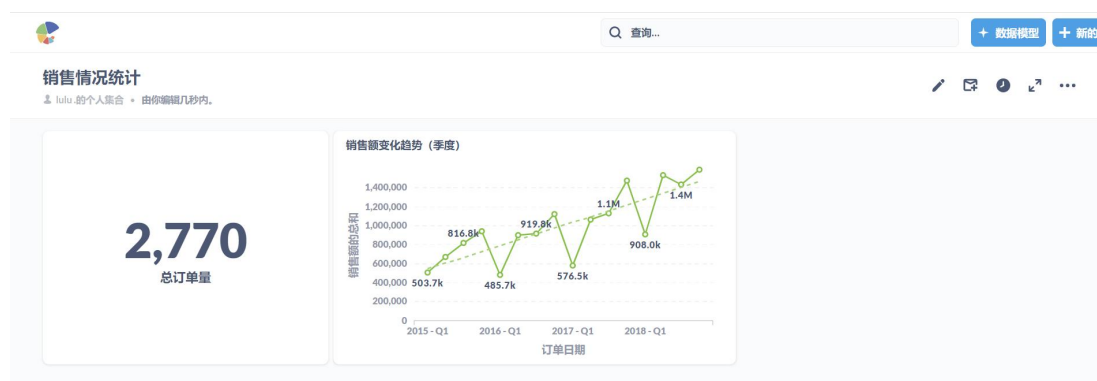 查询...
+ 数据模型
+ 新的
销售情况统计
lulu .的个人集合 • 由你编辑几秒内。
2,770
总订单量
销售额变化趋势（季度）
销售额的总和
1,400,000
1,200,000
1,000,000
800,000
600,000
400,000
200,000
0
503.7k
816.8k
485.7k
919.8k
576.5k
1.1M
908.0k
1.4M
2015 - Q1
2016 - Q1
2017 - Q1
2018 - Q1
订单日期